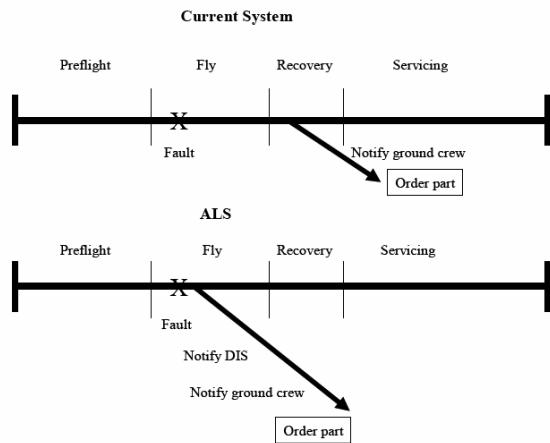 Current System
Preflight Fly Recovery Servicing
X
Fault
Notify ground crew
Order part
ALS
Preflight Fly Recovery Servicing
X
Fault
Notify DIS
Notify ground crew
Order part